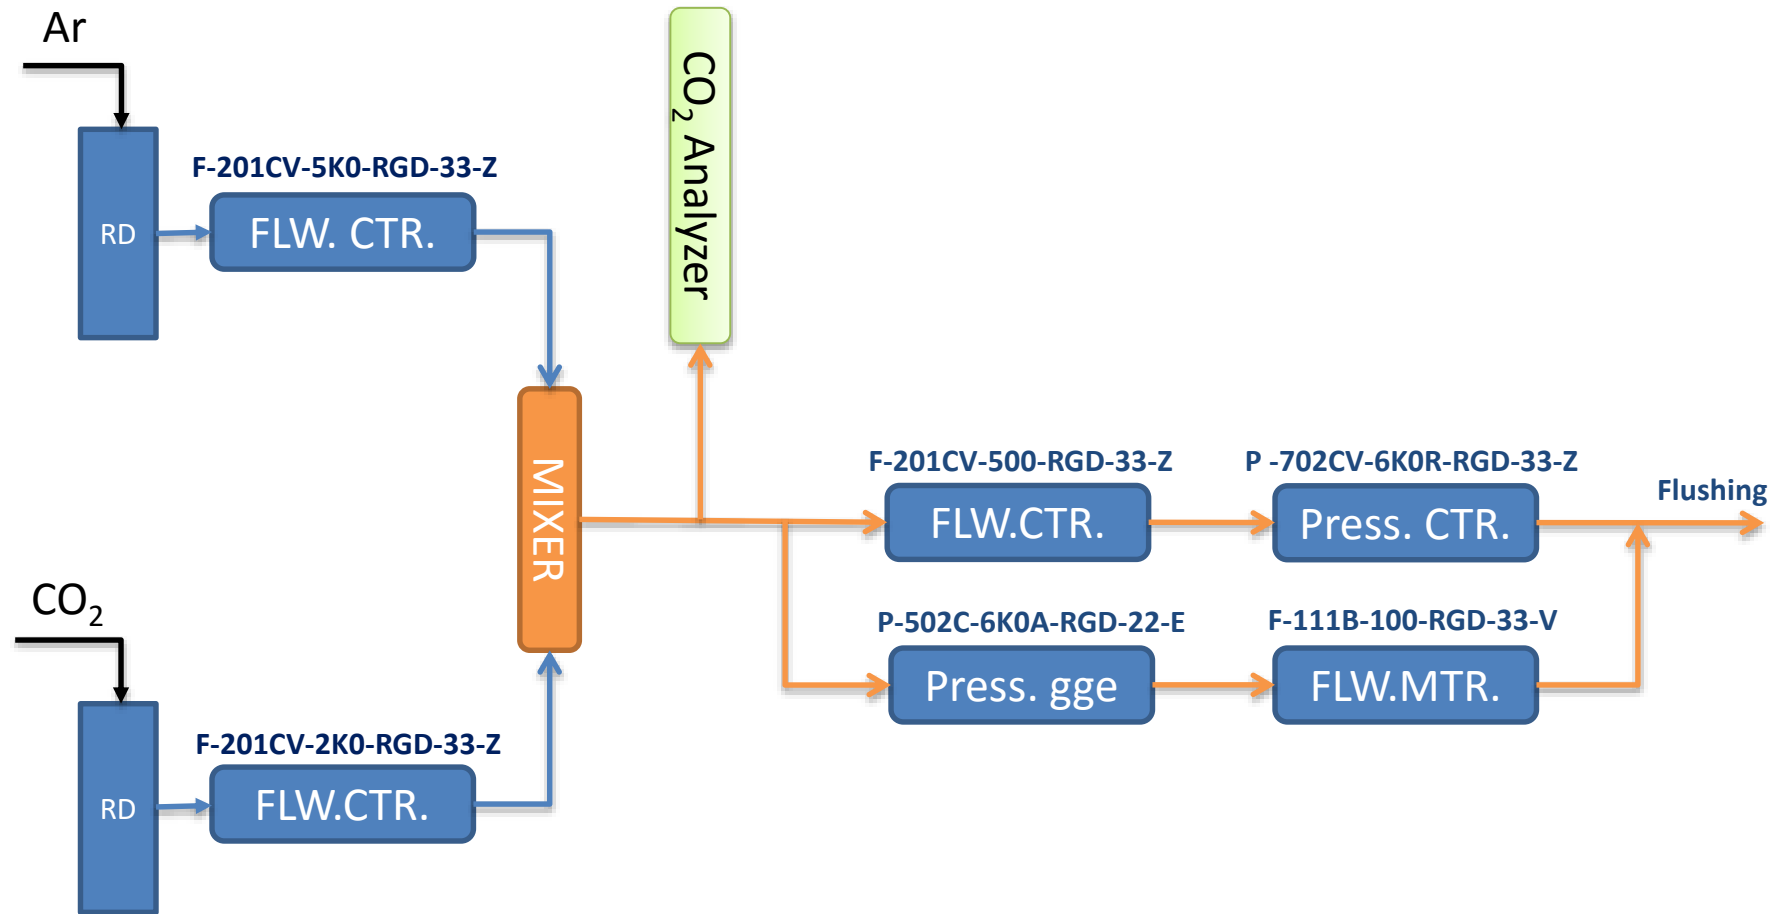 Ar
RD
F-201CV-5K0-RGD-33-Z
FLW. CTR.
CO₂ Analyzer
MIXER
CO₂
RD
F-201CV-2K0-RGD-33-Z
FLW.CTR.
F-201CV-500-RGD-33-Z
FLW.CTR.
P -702CV-6K0R-RGD-33-Z
Press. CTR.
Flushing
P-502C-6K0A-RGD-22-E
Press. gge
F-111B-100-RGD-33-V
FLW.MTR.